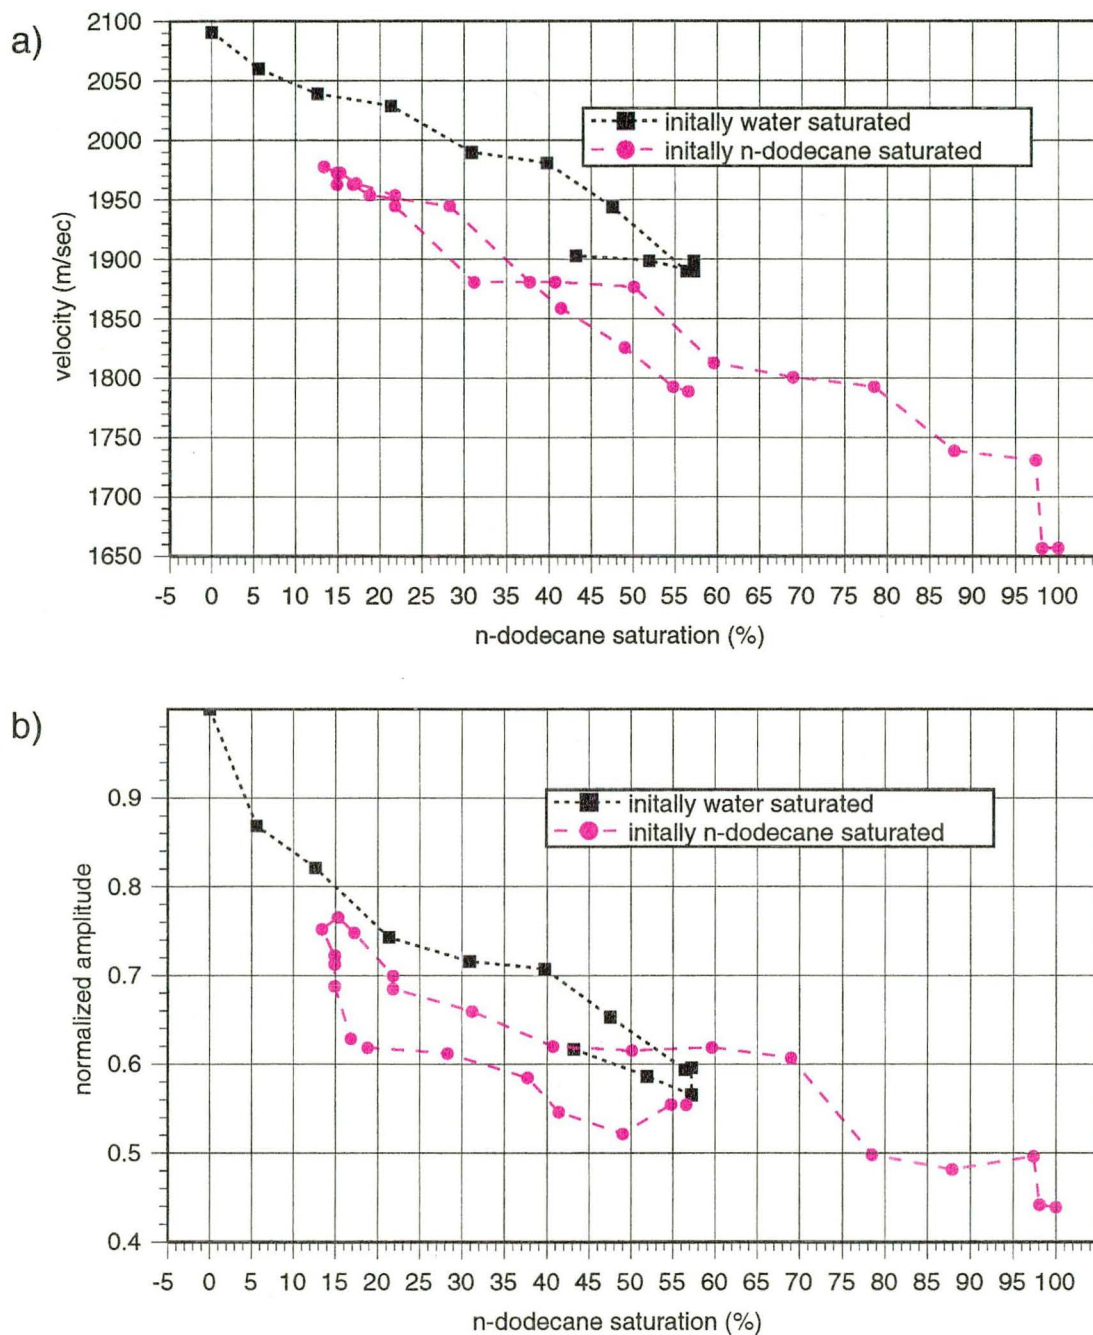 a)
2100
2050
2000
1950
1900
1850
1800
1750
1700
1650
velocity (m/sec)
initally water saturated
initally n-dodecane saturated
-5 0 5 10 15 20 25 30 35 40 45 50 55 60 65 70 75 80 85 90 95 100
n-dodecane saturation (%)
b)
0.9
0.8
0.7
0.6
0.5
0.4
normalized amplitude
initally water saturated
initally n-dodecane saturated
-5 0 5 10 15 20 25 30 35 40 45 50 55 60 65 70 75 80 85 90 95 100
n-dodecane saturation (%)